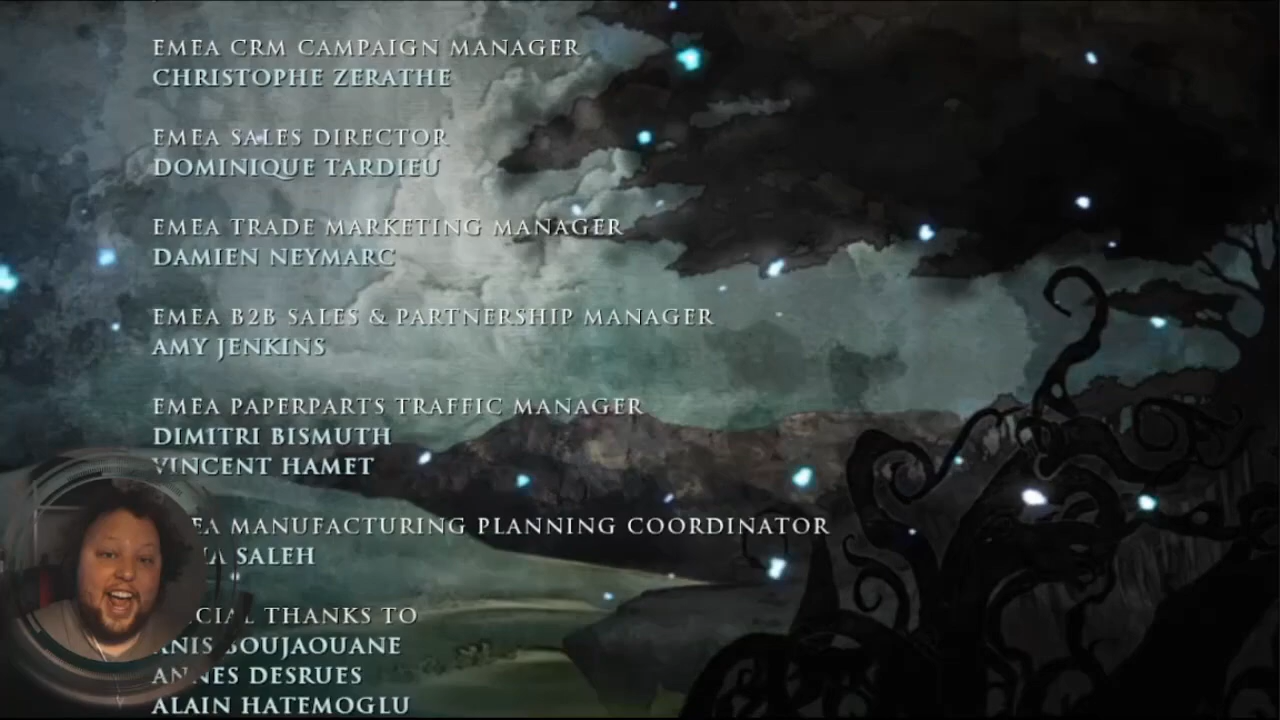 EMEA CRM CAMPAIGN MANAGER
CHRISTOPHE ZERATHE
EMEA SALES DIRECTOR
DOMINIQUE TARDIEU
EMEA TRADE MARKETING MANAGER
DAMIEN NEYMARC
EMEA B2B SALES & PARTNERSHIP MANAGER
AMY JENKINS
EMEA PAPERPARTS TRAFFIC MANAGER
DIMITRI BISMUTH
VINCENT HAMET
MANUFACTURING PLANNING COORDINATOR
SALEH
THANKS TO
ANIS BOUJAOUANE
ANNES DESRUES
ALAIN HATEMOGLU